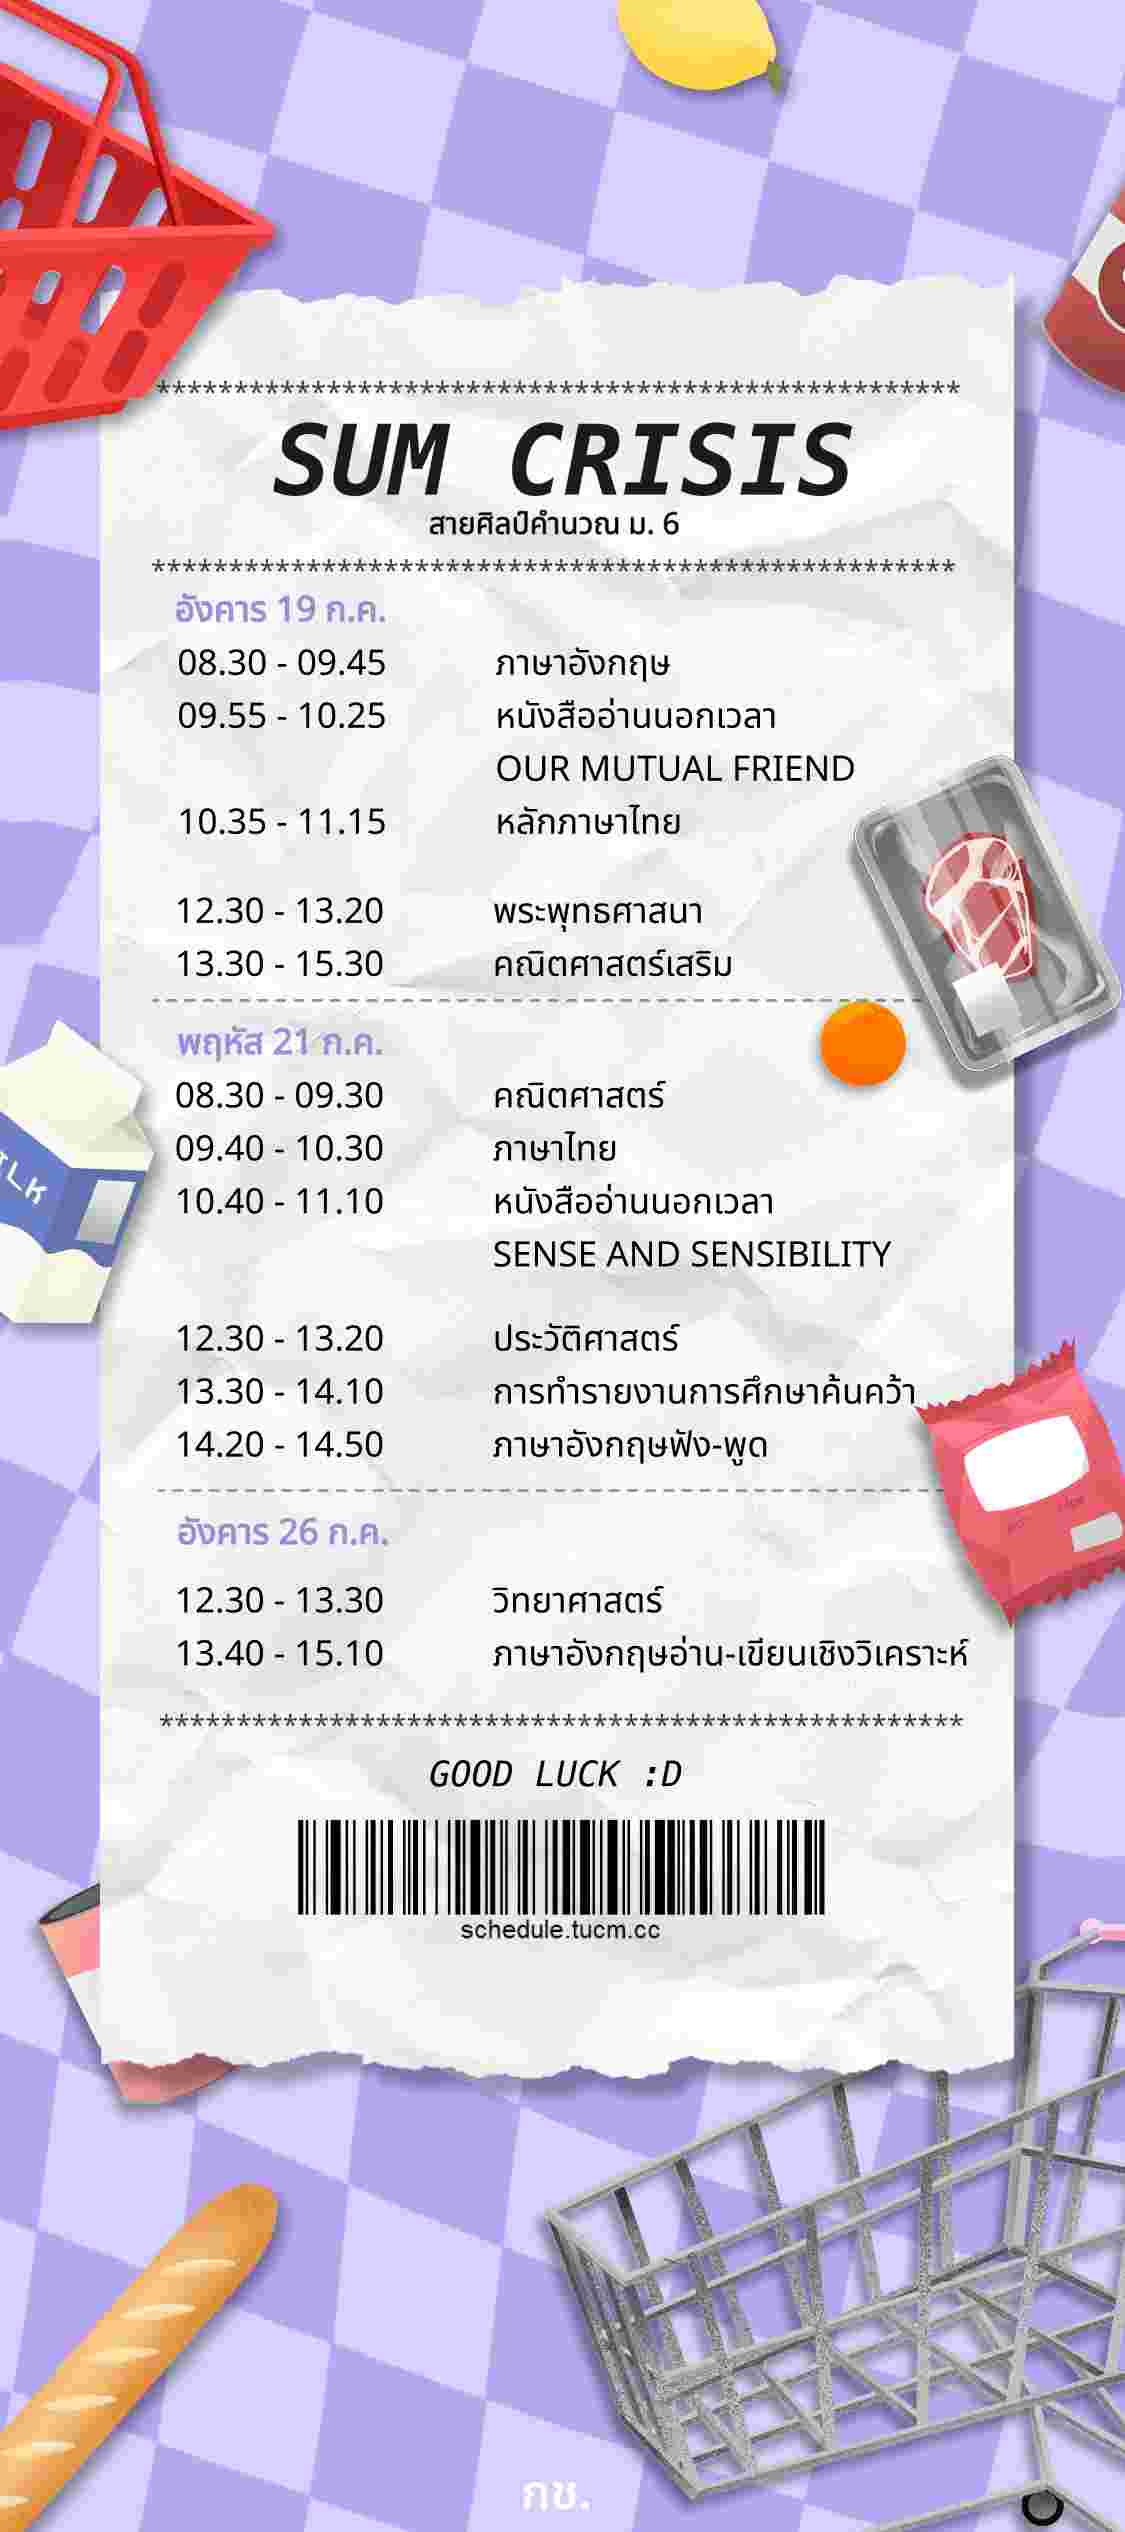 ****************************************************
SUM CRISIS
สายศิลป์คำนวณ ม. 6
****************************************************
อังคาร 19 ก.ค.
08.30 - 09.45 ภาษาอังกฤษ
09.55 - 10.25 หนังสืออ่านนอกเวลา
OUR MUTUAL FRIEND
10.35 - 11.15 หลักภาษาไทย
12.30 - 13.20 พระพุทธศาสนา
13.30 - 15.30 คณิตศาสตร์เสริม
พฤหัส 21 ก.ค.
08.30 - 09.30 คณิตศาสตร์
09.40 - 10.30 ภาษาไทย
10.40 - 11.10 หนังสืออ่านนอกเวลา
SENSE AND SENSIBILITY
12.30 - 13.20 ประวัติศาสตร์
13.30 - 14.10 การทำรายงานการศึกษาค้นคว้า
14.20 - 14.50 ภาษาอังกฤษฟัง-พูด
อังคาร 26 ก.ค.
12.30 - 13.30 วิทยาศาสตร์
13.40 - 15.10 ภาษาอังกฤษอ่าน-เขียนเชิงวิเคราะห์
****************************************************
GOOD LUCK :D
schedule.tucm.cc
กช.